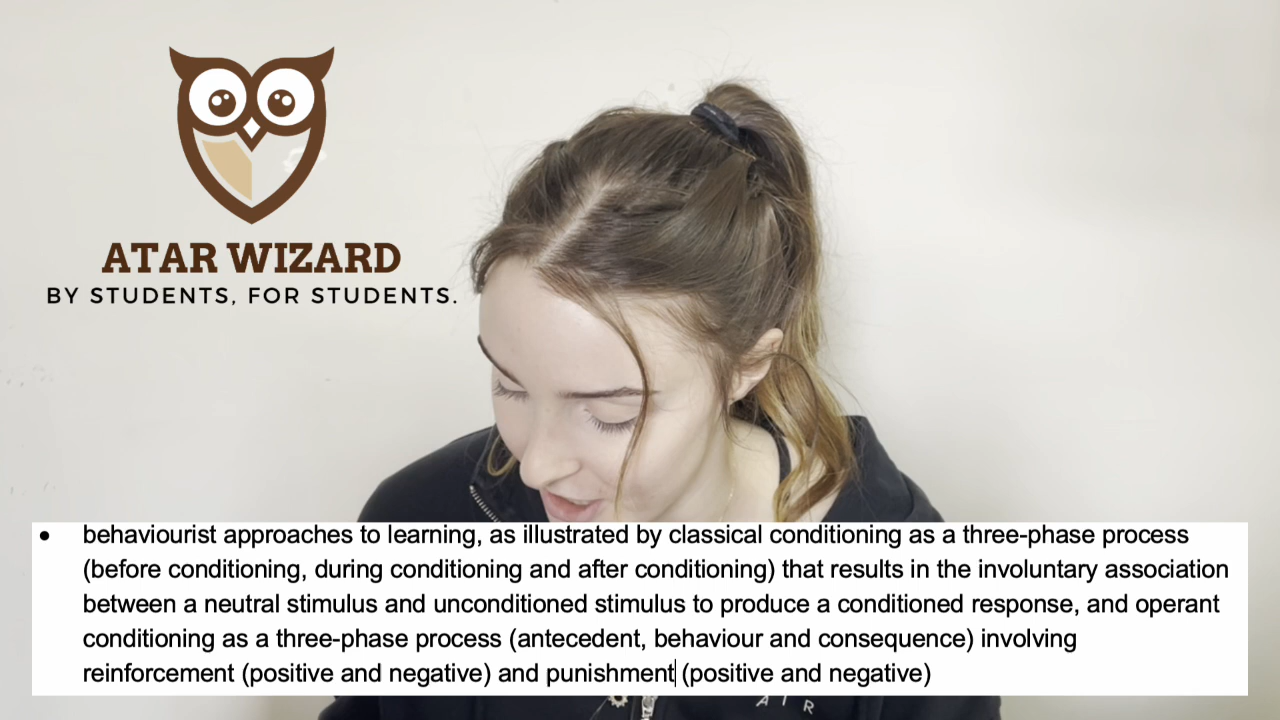 ATAR WIZARD
BY STUDENTS, FOR STUDENTS.
• behaviourist approaches to learning, as illustrated by classical conditioning as a three-phase process
(before conditioning, during conditioning and after conditioning) that results in the involuntary association
between a neutral stimulus and unconditioned stimulus to produce a conditioned response, and operant
conditioning as a three-phase process (antecedent, behaviour and consequence) involving
reinforcement (positive and negative) and punishment (positive and negative)